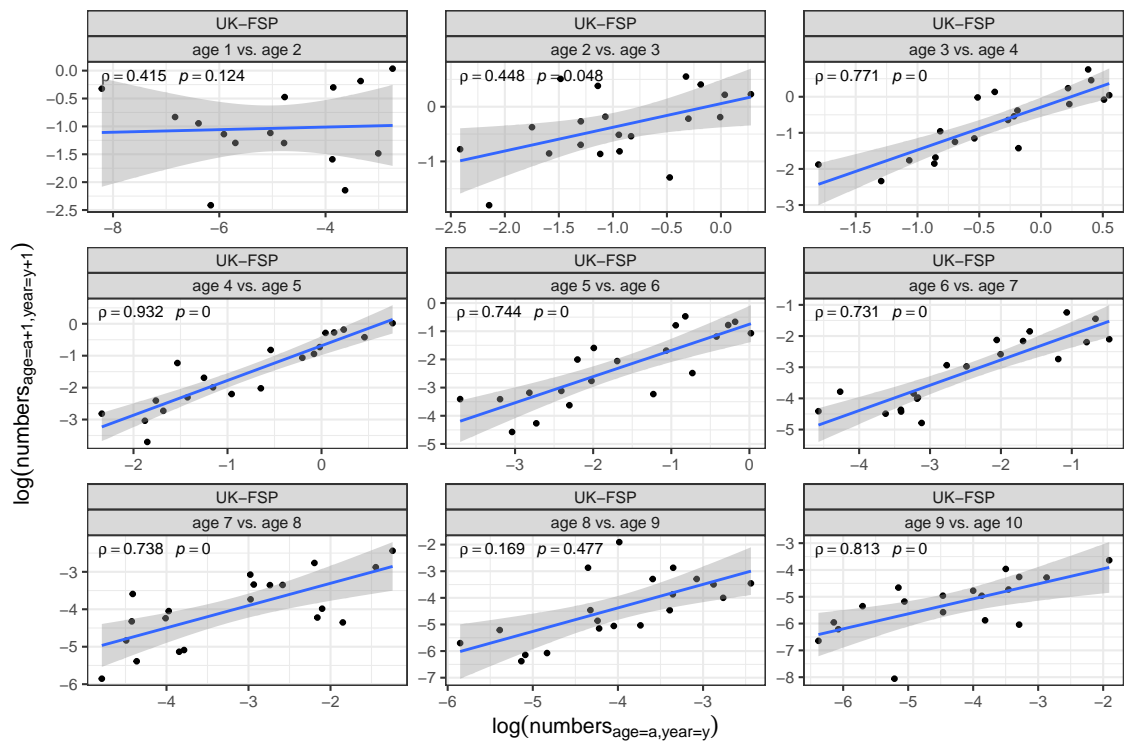 UK−FSP UK−FSP UK−FSP
age 1 vs. age 2 age 2 vs. age 3 age 3 vs. age 4
ρ = 0.415 p = 0.124 ρ = 0.448 p = 0.048 ρ = 0.771 p = 0
0.0
−0.5
−1.0
−1.5
−2.0
−2.5
−8 −6 −4
0
−1
−2.5 −2.0 −1.5 −1.0 −0.5 0.0
0
−1
−2
−3
−1.5 −1.0 −0.5 0.0 0.5
UK−FSP UK−FSP UK−FSP
age 4 vs. age 5 age 5 vs. age 6 age 6 vs. age 7
ρ = 0.932 p = 0 ρ = 0.744 p = 0 ρ = 0.731 p = 0
0
−1
−2
−3
−2 −1 0
0
−1
−2
−3
−4
−5
−3 −2 −1 0
−1
−2
−3
−4
−5
−4 −3 −2 −1
UK−FSP UK−FSP UK−FSP
age 7 vs. age 8 age 8 vs. age 9 age 9 vs. age 10
ρ = 0.738 p = 0 ρ = 0.169 p = 0.477 ρ = 0.813 p = 0
−3
−4
−5
−6
−4 −3 −2
−2
−3
−4
−5
−6
−7
−6 −5 −4 −3
−3
−4
−5
−6
−7
−8
−6 −5 −4 −3 −2
log(numbers age=a+1,year=y+1)
log(numbers age=a,year=y)